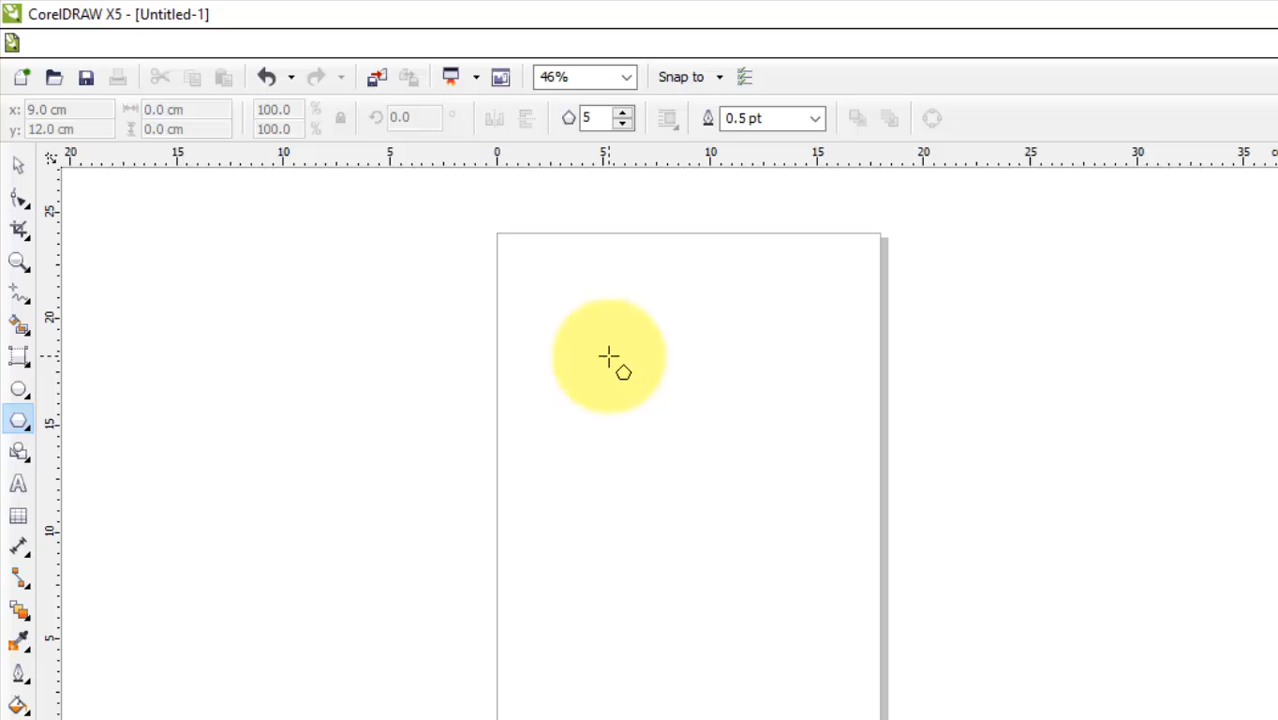 CorelDRAW X5 - [Untitled-1]
46% Snap to
x: 9.0 cm 0.0 cm 100.0 % 0.0 ° 5 0.5 pt
y: 12.0 cm 0.0 cm 100.0 %
20 15 10 5 0 5 10 15 20 25 30 35
25
20
15
10
5